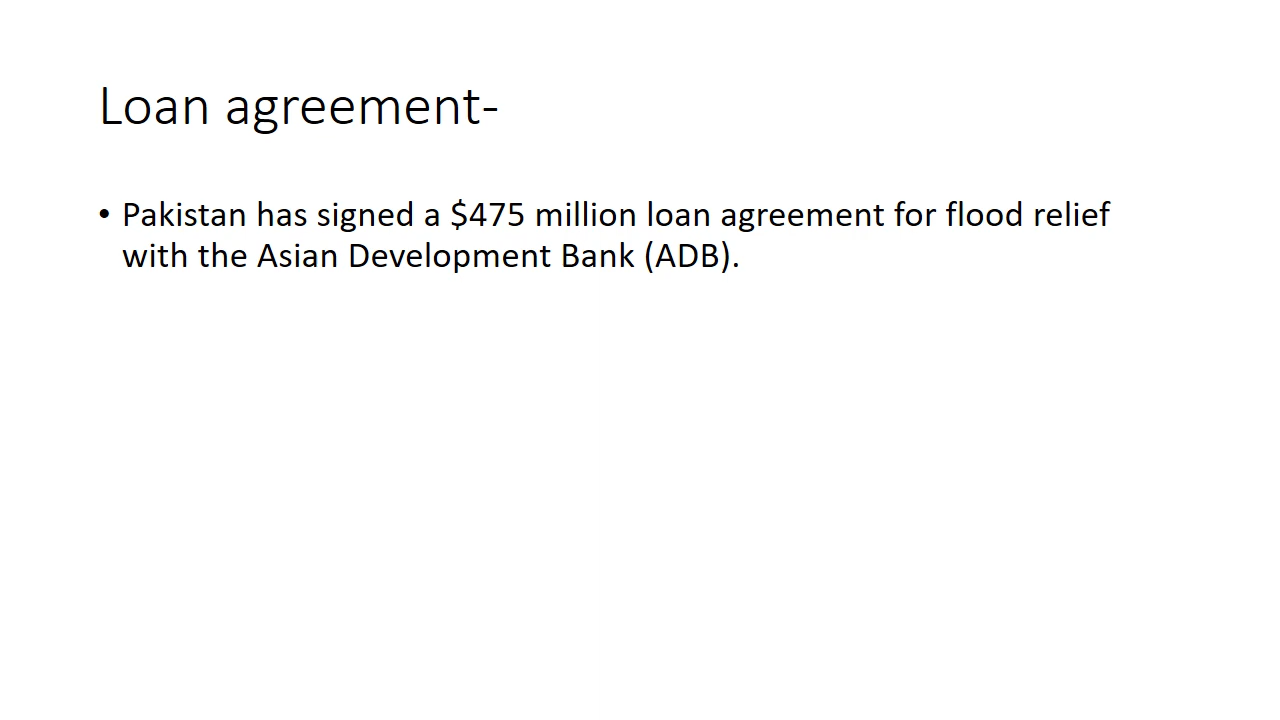 Loan agreement-
• Pakistan has signed a $475 million loan agreement for flood relief
with the Asian Development Bank (ADB).